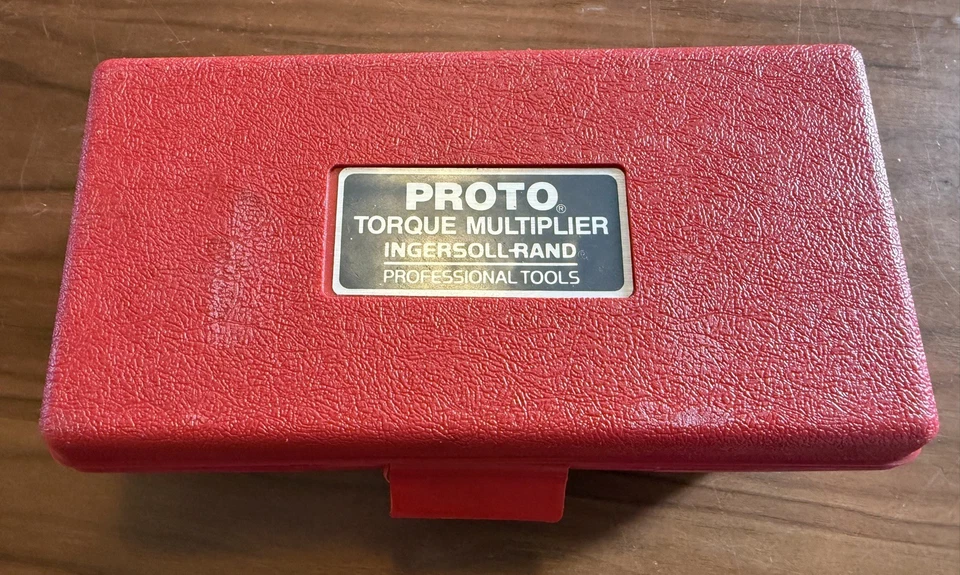 PROTO®
TORQUE MULTIPLIER
INGERSOLL-RAND®
PROFESSIONAL TOOLS